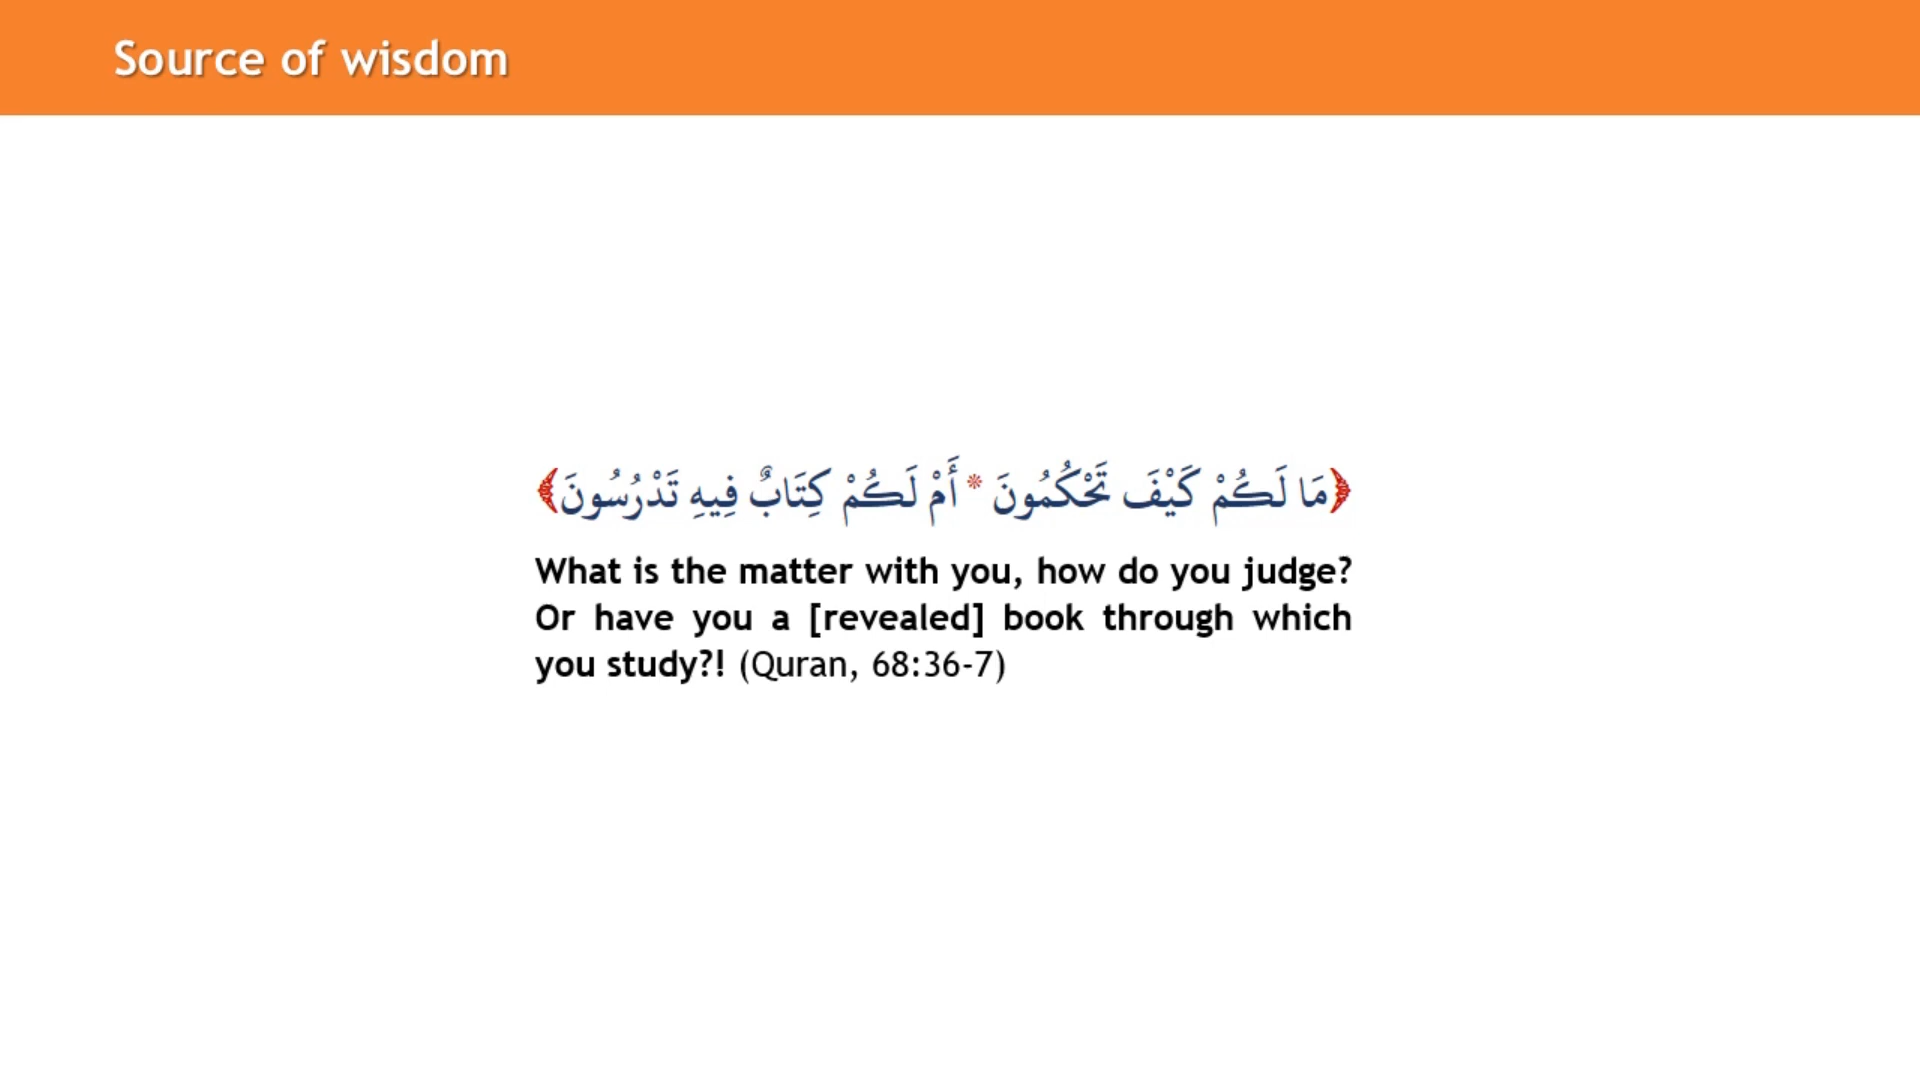 Source of wisdom
﴿مَا لَكُمْ كَيْفَ تَحْكُمُونَ * أَمْ لَكُمْ كِتَابٌ فِيهِ تَدْرُسُونَ﴾
What is the matter with you, how do you judge?
Or have you a [revealed] book through which
you study?! (Quran, 68:36-7)